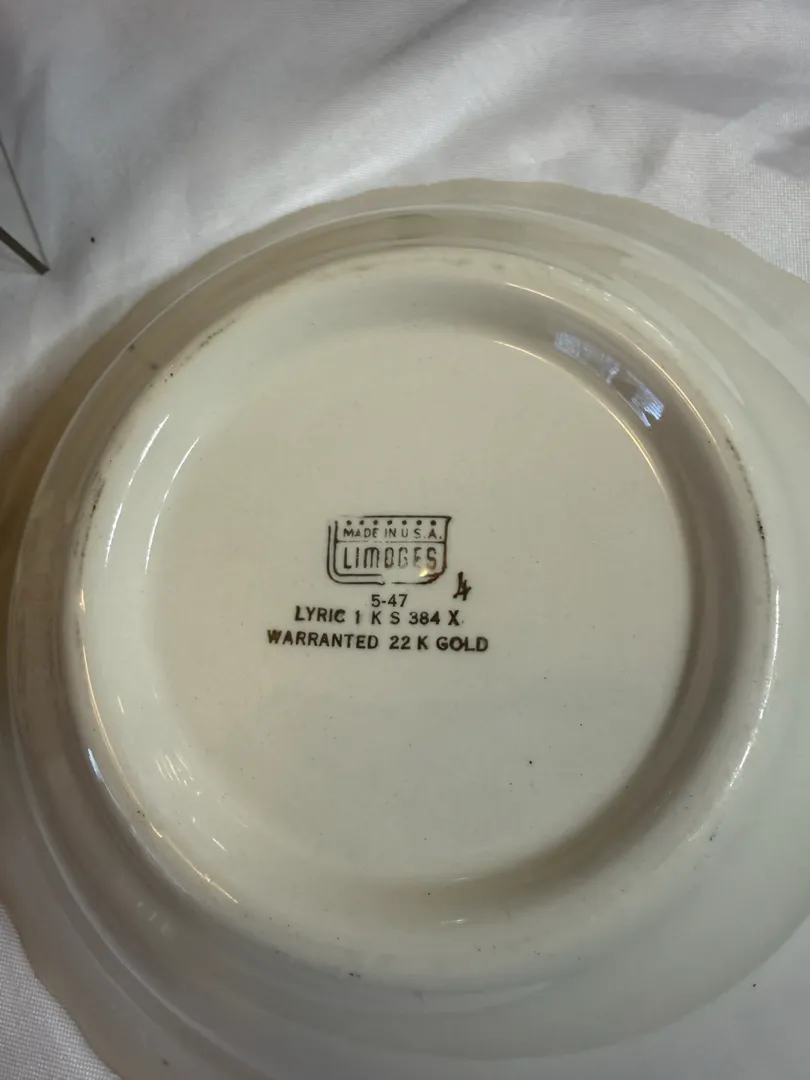 MADE IN U.S.A.
LIMOGES
4
5-47
LYRIC 1 K S 384 X
WARRANTED 22 K GOLD